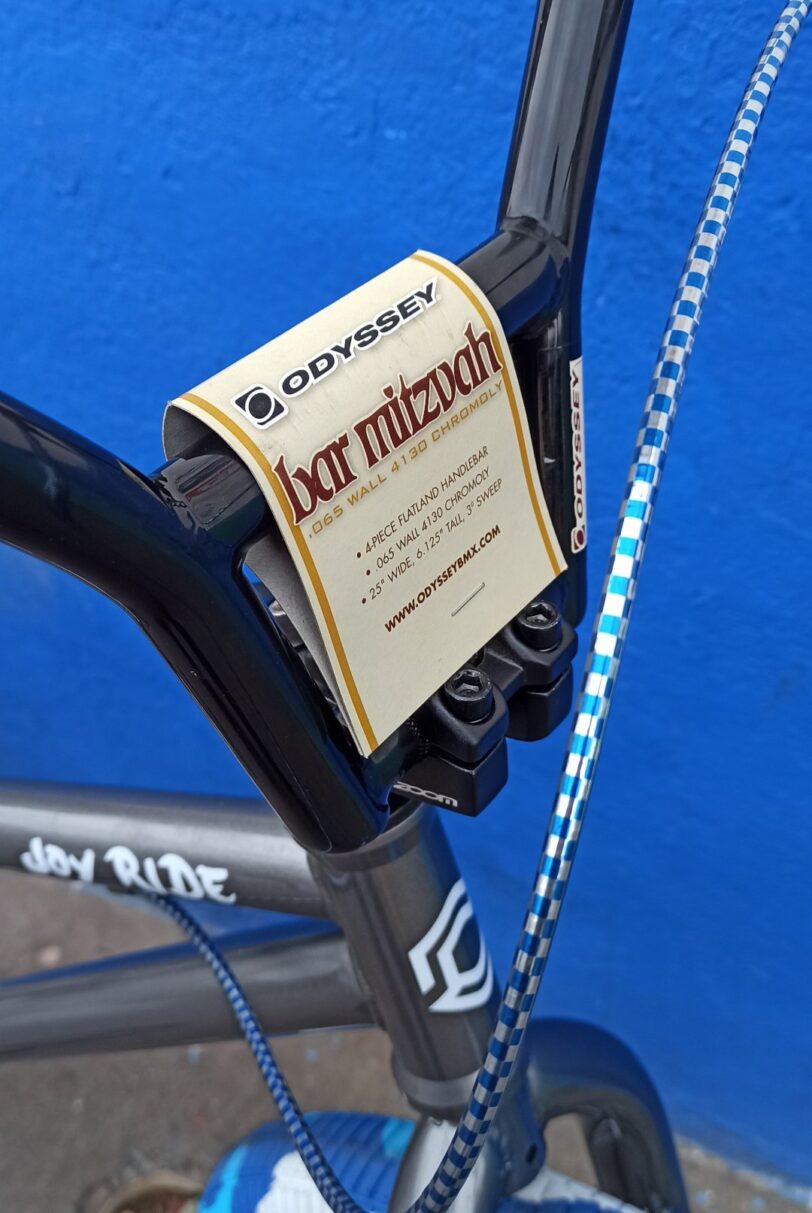 ODYSSEY
bar mitzvah
.065 WALL 4130 CHROMOLY
• 4-PIECE FLATLAND HANDLEBAR
• .065 WALL 4130 CHROMOLY
• 25" WIDE, 6.125" TALL, 3° SWEEP
WWW.ODYSSEYBMX.COM
ODYSSEY
ZOOM
JOY RIDE